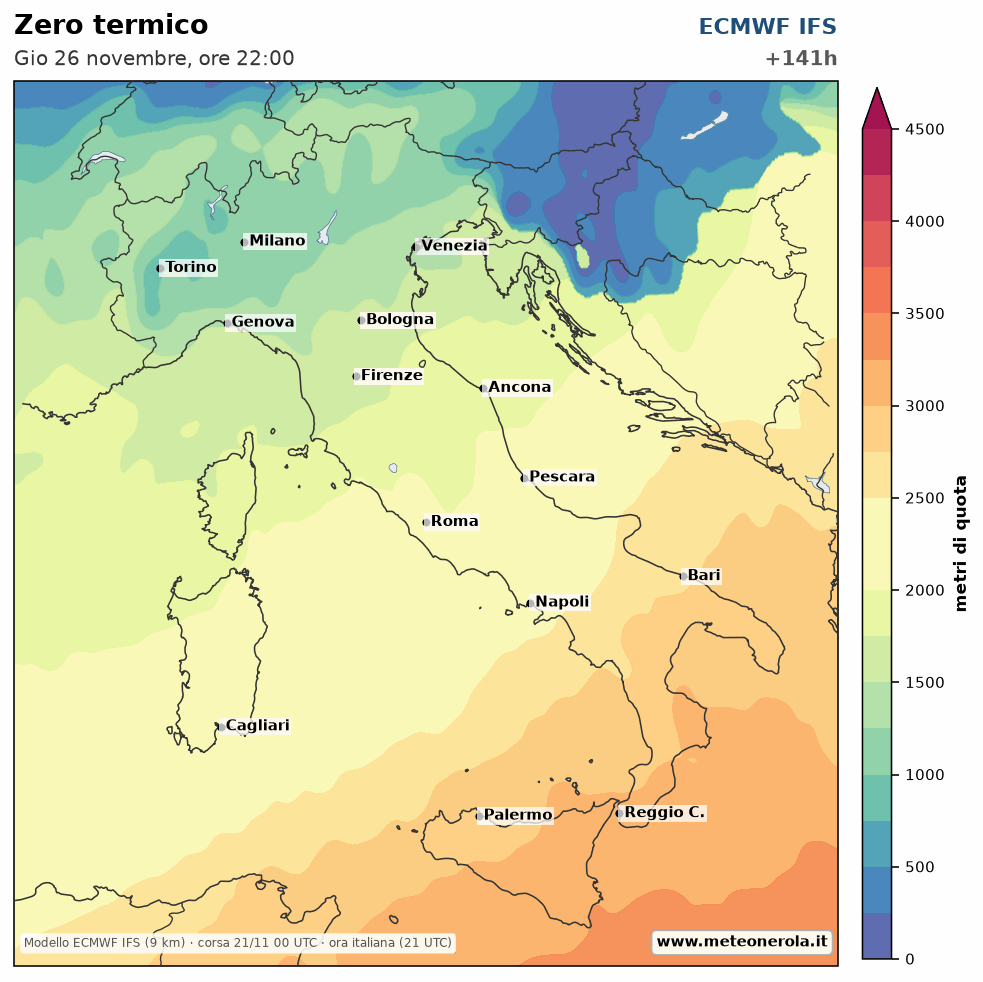 Zero termico
ECMWF IFS
Gio 26 novembre, ore 22:00
+141h
Milano
Venezia
Torino
Genova
Bologna
Firenze
Ancona
Pescara
Roma
Bari
Napoli
Cagliari
Palermo
Reggio C.
4500
4000
3500
3000
2500
2000
1500
1000
500
0
metri di quota
Modello ECMWF IFS (9 km) · corsa 21/11 00 UTC · ora italiana (21 UTC)
www.meteonerola.it